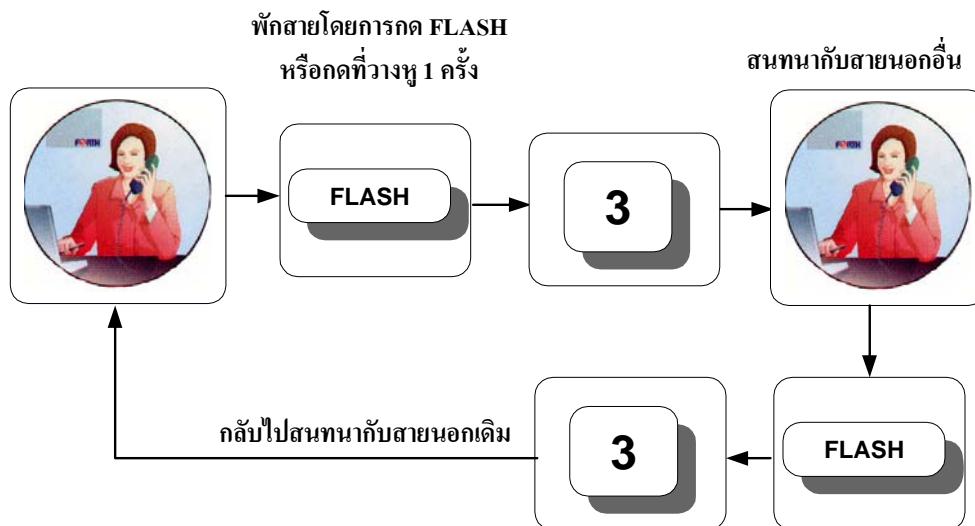 พักสายโดยการกด FLASH
หรือกดที่วางหู 1 ครั้ง
สนทนากับสายนอกอื่น
FORTH
FLASH
3
FORTH
กลับไปสนทนากับสายนอกเดิม
3
FLASH